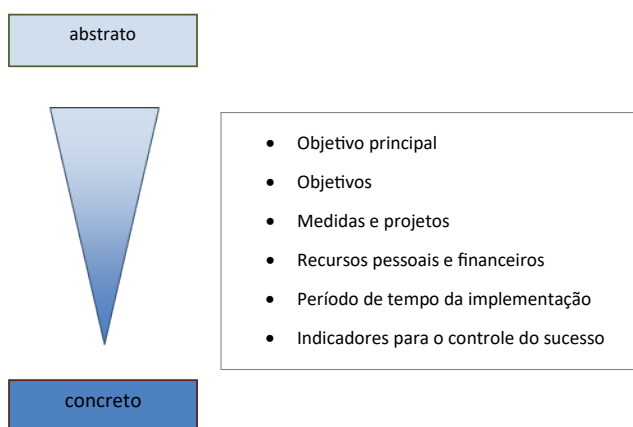 abstrato
• Objetivo principal
• Objetivos
• Medidas e projetos
• Recursos pessoais e financeiros
• Período de tempo da implementação
• Indicadores para o controle do sucesso
concreto